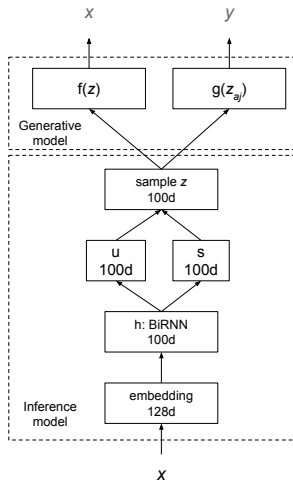 x
y
f(z)
g(z_aj)
Generative
model
sample z
100d
u
100d
s
100d
h: BiRNN
100d
embedding
128d
Inference
model
x